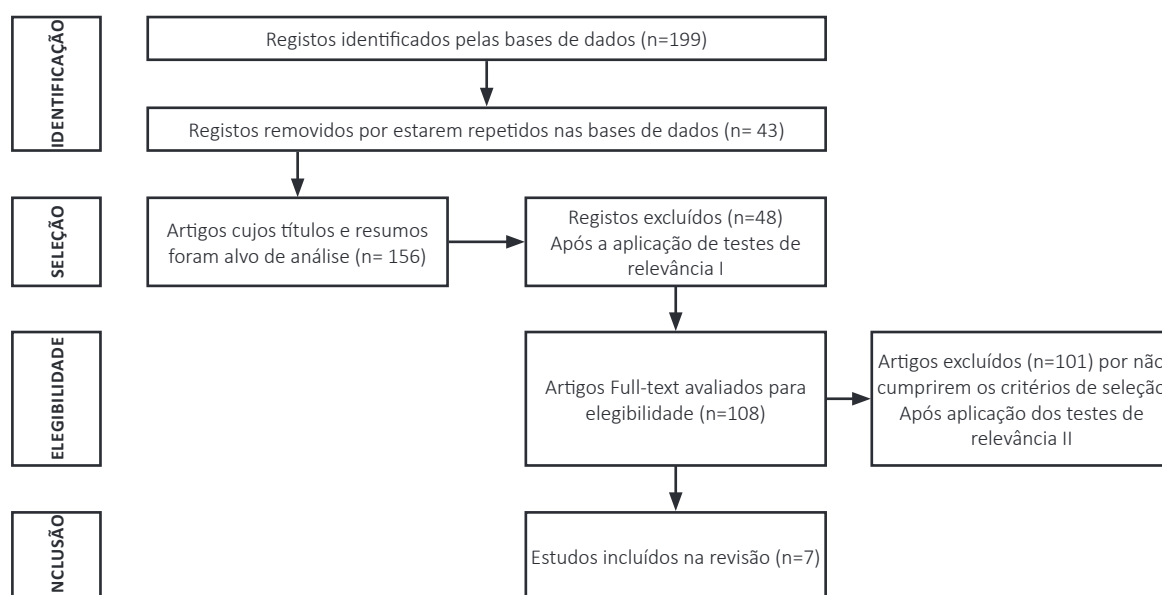 IDENTIFICAÇÃO
Registos identificados pelas bases de dados (n=199)
Registos removidos por estarem repetidos nas bases de dados (n= 43)
SELEÇÃO
Artigos cujos títulos e resumos
foram alvo de análise (n= 156)
Registos excluídos (n=48)
Após a aplicação de testes de
relevância I
ELEGIBILIDADE
Artigos Full-text avaliados para
elegibilidade (n=108)
Artigos excluídos (n=101) por não
cumprirem os critérios de seleção
Após aplicação dos testes de
relevância II
NCLUSÃO
Estudos incluídos na revisão (n=7)